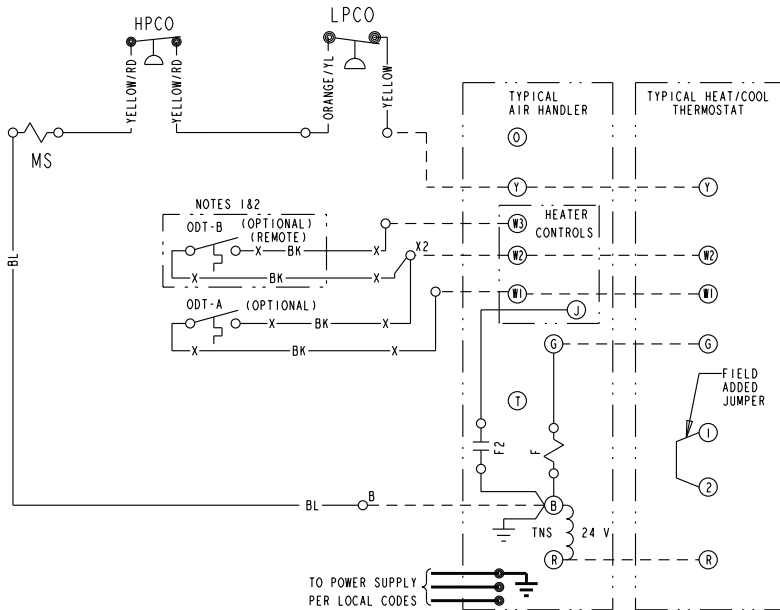 HPCO
LPCO
YELLOW/RD
YELLOW/RD
ORANGE/YL
YELLOW
MS
TYPICAL
AIR HANDLER
TYPICAL HEAT/COOL
THERMOSTAT
O
Y
Y
NOTES 1&2
ODT-B
(OPTIONAL)
(REMOTE)
X
BK
X
X
BK
X
X2
W3
HEATER
CONTROLS
W2
W2
W1
W1
J
ODT-A
(OPTIONAL)
X
BK
X
X
BK
X
BL
G
G
T
FIELD
ADDED
JUMPER
1
2
F2
F
BL
B
B
TNS
24 V
R
R
TO POWER SUPPLY
PER LOCAL CODES